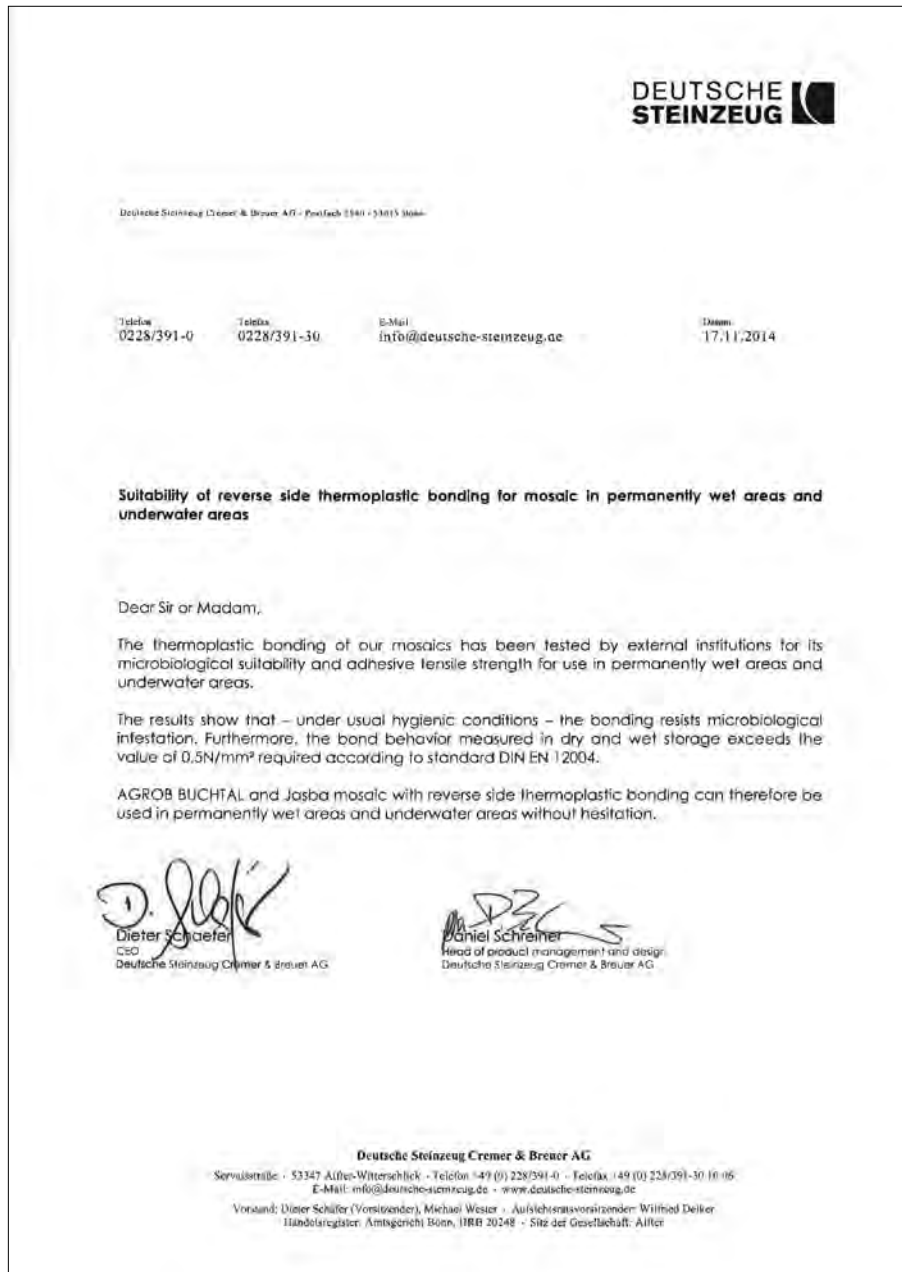 DEUTSCHE
STEINZEUG
Deutsche Steinzeug Cremer & Breuer AG - Postfach 2540 - 53015 Bonn
Telefon Telefax E-Mail Datum
0228/391-0 0228/391-30 info@deutsche-steinzeug.de 17.11.2014
Suitability of reverse side thermoplastic bonding for mosaic in permanently wet areas and
underwater areas
Dear Sir or Madam,
The thermoplastic bonding of our mosaics has been tested by external institutions for its
microbiological suitability and adhesive tensile strength for use in permanently wet areas and
underwater areas.
The results show that – under usual hygienic conditions – the bonding resists microbiological
infestation. Furthermore, the bond behavior measured in dry and wet storage exceeds the
value of 0.5N/mm² required according to standard DIN EN 12004.
AGROB BUCHTAL and Jasba mosaic with reverse side thermoplastic bonding can therefore be
used in permanently wet areas and underwater areas without hesitation.
Dieter Schaefer Daniel Schreiner
CEO Head of product management and design
Deutsche Steinzeug Cremer & Breuer AG Deutsche Steinzeug Cremer & Breuer AG
Deutsche Steinzeug Cremer & Breuer AG
Servaisstraße - 53347 Alfter-Witterschlick - Telefon +49 (0) 228/391-0 - Telefax +49 (0) 228/391-30
E-Mail: info@deutsche-steinzeug.de - www.deutsche-steinzeug.de
Vorstand: Dieter Schäfer (Vorsitzender), Michael Wester - Aufsichtsratsvorsitzender: Wilfried Delker
Handelsregister: Amtsgericht Bonn, HRB 20248 - Sitz der Gesellschaft: Alfter